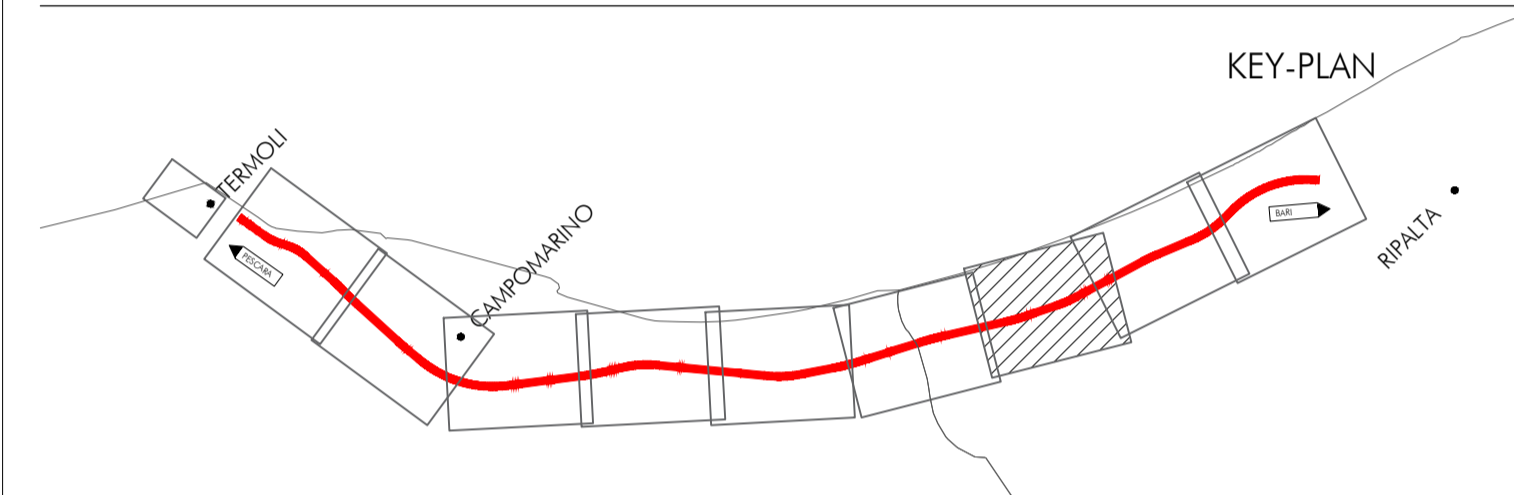 KEY-PLAN
TERMOLI
PESCARA
CAMPOMARINO
BARI
RIPALTA